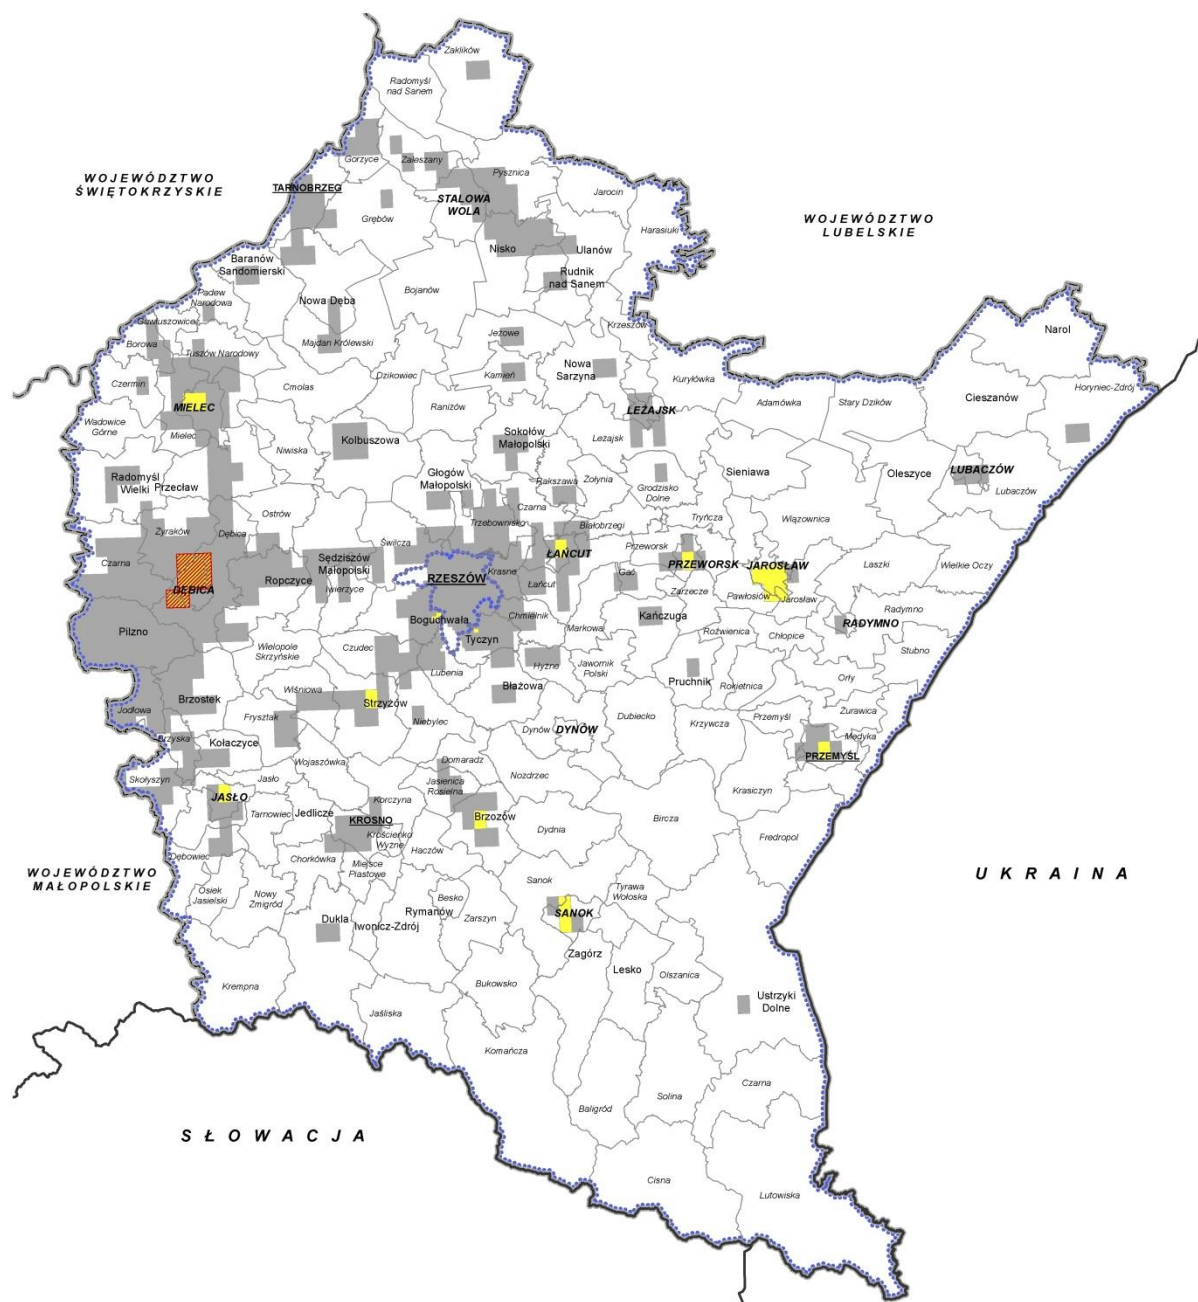 Zaklików
Radomyśl
nad Sanem
WOJEWÓDZTWO
ŚWIĘTOKRZYSKIE
Gorzyce
Zaleszany
Pysznica
TARNOBRZEG
STALOWA
WOLA
Jarocin
Grębów
Harasiuki
WOJEWÓDZTWO
LUBELSKIE
Nisko
Ulanów
Baranów
Sandomierski
Rudnik
nad Sanem
Bojanów
Padew
Narodowa
Nowa Dęba
Gawłuszowice
Borowa
Majdan Królewski
Jeżowe
Krzeszów
Narol
Tuszów Narodowy
Czermin
Cmolas
Dzikowiec
Kamień
Nowa
Sarzyna
Kuryłówka
Horyniec-Zdrój
Cieszanów
MIELEC
Raniżów
LEŻAJSK
Adamówka
Stary Dzików
Wadowice
Górne
Mielec
Kolbuszowa
Sokołów
Małopolski
Leżajsk
Niwiska
Radomyśl
Wielki
Przecław
Głogów
Małopolski
Rakszawa
Żołynia
Grodzisko
Dolne
Sieniawa
Oleszyce
LUBACZÓW
Lubaczów
Ostrów
Czarna
Trzebownisko
Białobrzegi
Tryńcza
Wiązownica
Żyraków
Dębica
Świlcza
Czarna
Sędziszów
Małopolski
ŁAŃCUT
Przeworsk
PRZEWORSK
JAROSŁAW
Laszki
Wielkie Oczy
Ropczyce
Iwierzyce
RZESZÓW
Krasne
Łańcut
Gać
Zarzecze
Pawłosiów
Jarosław
DĘBICA
Boguchwała
Chmielnik
Kańczuga
RADYMNO
Radymno
Pilzno
Tyczyn
Markowa
Roźwienica
Chłopice
Stubno
Wielopole
Skrzyńskie
Czudec
Lubenia
Hyżne
Jawornik
Polski
Pruchnik
Rokietnica
Orły
Wiśniowa
Błażowa
Brzostek
Strzyżów
Żurawica
Jodłowa
Frysztak
Niebylec
Dynów
DYNÓW
Dubiecko
Krzywcza
Przemyśl
Medyka
Brzyska
Kołaczyce
PRZEMYŚL
Wojaszówka
Domaradz
Skołyszyn
Jasło
Jasienica
Rosielna
Nozdrzec
Krasiczyn
JASŁO
Korczyna
Tarnowiec
Jedlicze
KROSNO
Brzozów
Bircza
Dydnia
Krościenko
Wyżne
Fredropol
Haczów
Dębowiec
Chorkówka
Miejsce
Piastowe
WOJEWÓDZTWO
MAŁOPOLSKIE
UKRAINA
Osiek
Jasielski
Nowy
Żmigród
Sanok
Tyrawa
Wołoska
Besko
Rymanów
Zarszyn
SANOK
Dukla
Iwonicz-Zdrój
Zagórz
Lesko
Olszanica
Krempna
Bukowsko
Ustrzyki
Dolne
Jaśliska
Komańcza
Czarna
Baligród
Solina
SŁOWACJA
Cisna
Lutowiska